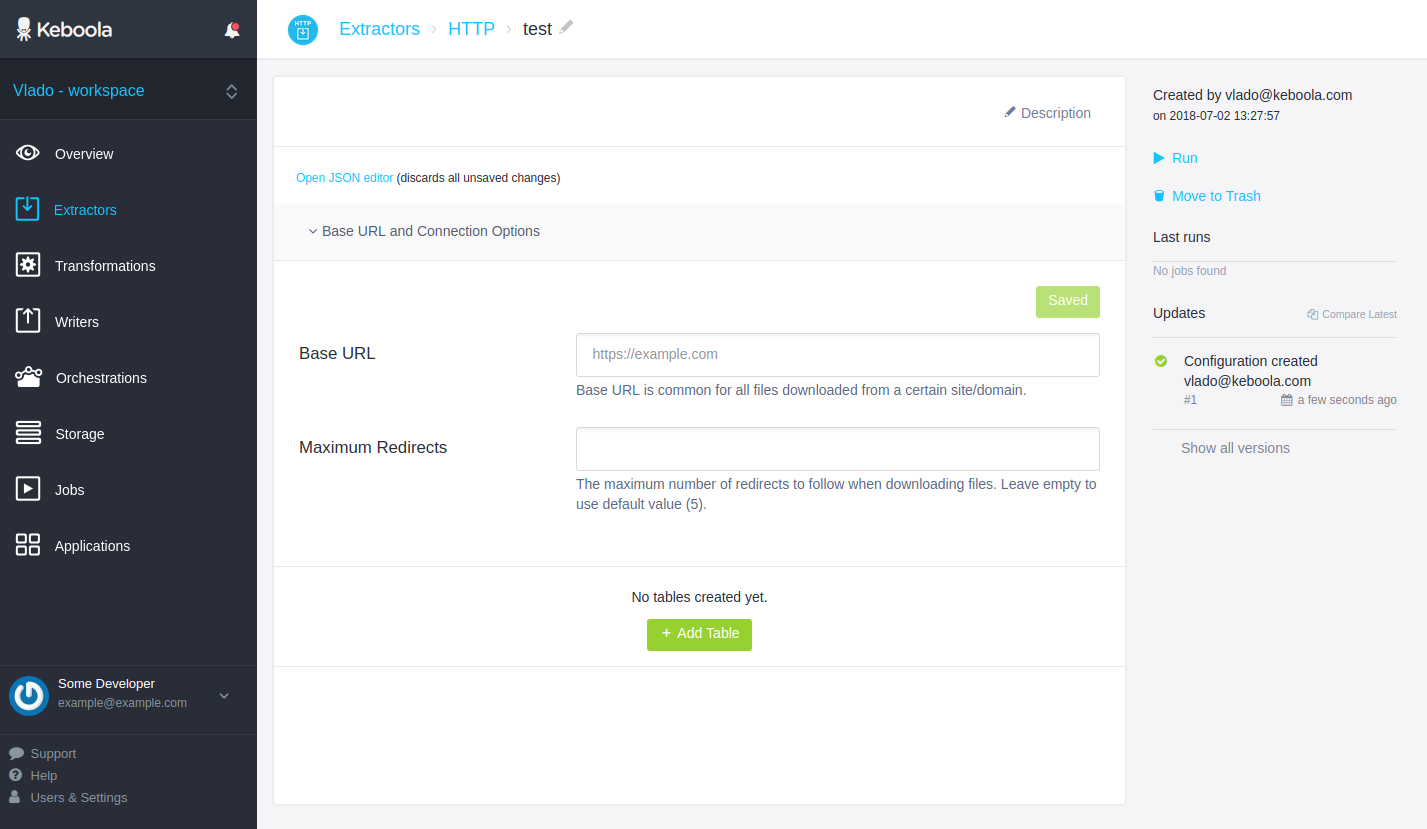 Keboola
Vlado - workspace
Overview
Extractors
Transformations
Writers
Orchestrations
Storage
Jobs
Applications
Some Developer
example@example.com
Support
Help
Users & Settings
HTTP
Extractors › HTTP › test
Description
Open JSON editor (discards all unsaved changes)
Base URL and Connection Options
Saved
Base URL
https://example.com
Base URL is common for all files downloaded from a certain site/domain.
Maximum Redirects
The maximum number of redirects to follow when downloading files. Leave empty to
use default value (5).
No tables created yet.
+ Add Table
Created by vlado@keboola.com
on 2018-07-02 13:27:57
Run
Move to Trash
Last runs
No jobs found
Updates
Compare Latest
Configuration created
vlado@keboola.com
#1
a few seconds ago
Show all versions